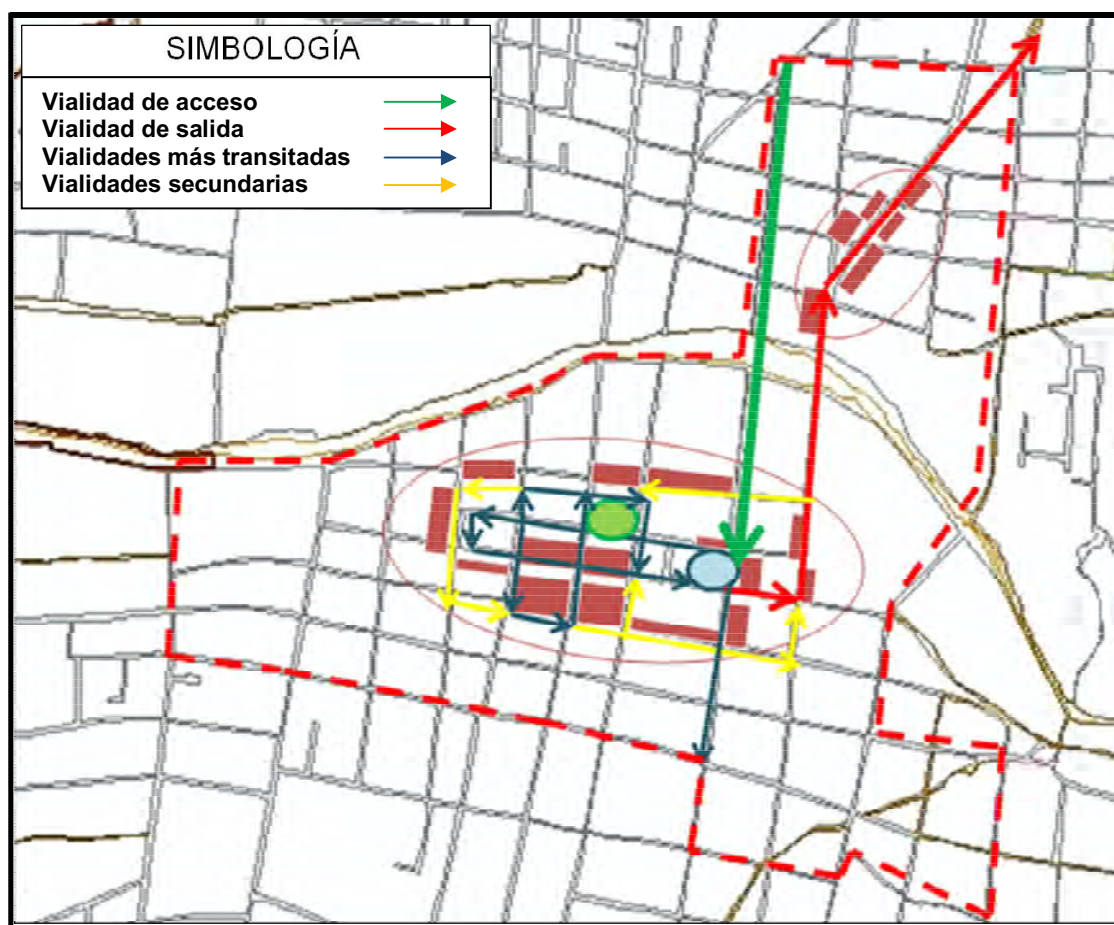 SIMBOLOGÍA
Vialidad de acceso
Vialidad de salida
Vialidades más transitadas
Vialidades secundarias